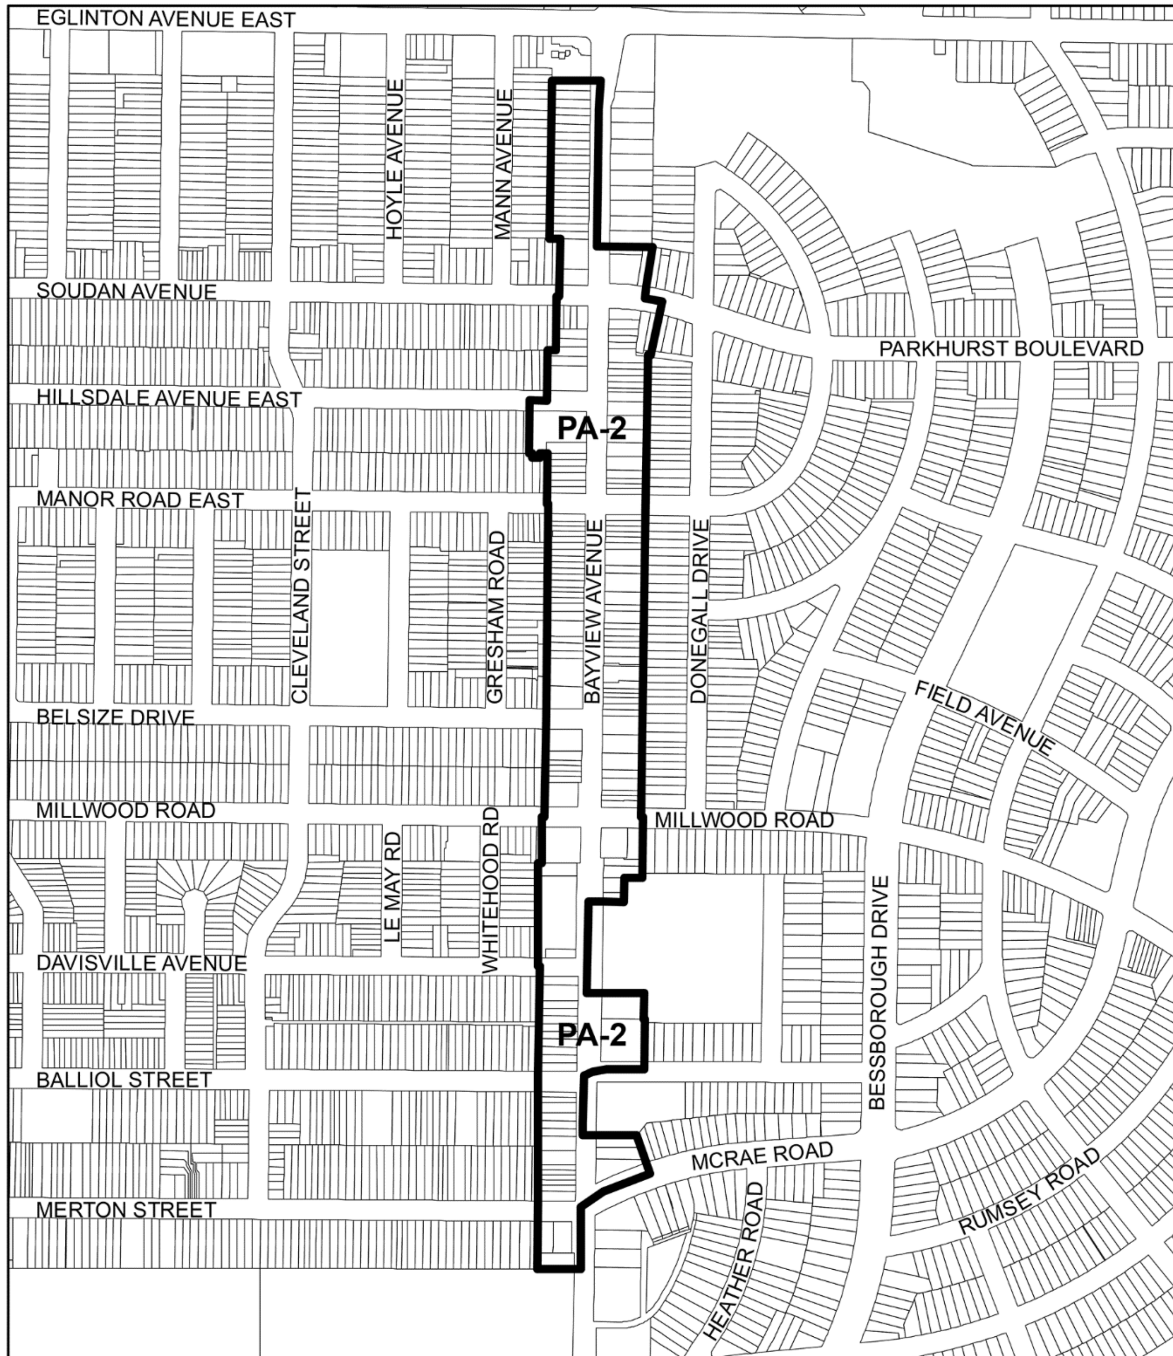 EGLINTON AVENUE EAST
HOYLE AVENUE
MANN AVENUE
SOUDAN AVENUE
PARKHURST BOULEVARD
HILLSDALE AVENUE EAST
PA-2
MANOR ROAD EAST
CLEVELAND STREET
GRESHAM ROAD
BAYVIEW AVENUE
DONEGALL DRIVE
FIELD AVENUE
BELSIZE DRIVE
MILLWOOD ROAD
MILLWOOD ROAD
LE MAY RD
WHITEHOOD RD
BESSBOROUGH DRIVE
DAVISVILLE AVENUE
PA-2
BALLIOL STREET
MCRAE ROAD
RUMSEY ROAD
MERTON STREET
HEATHER ROAD